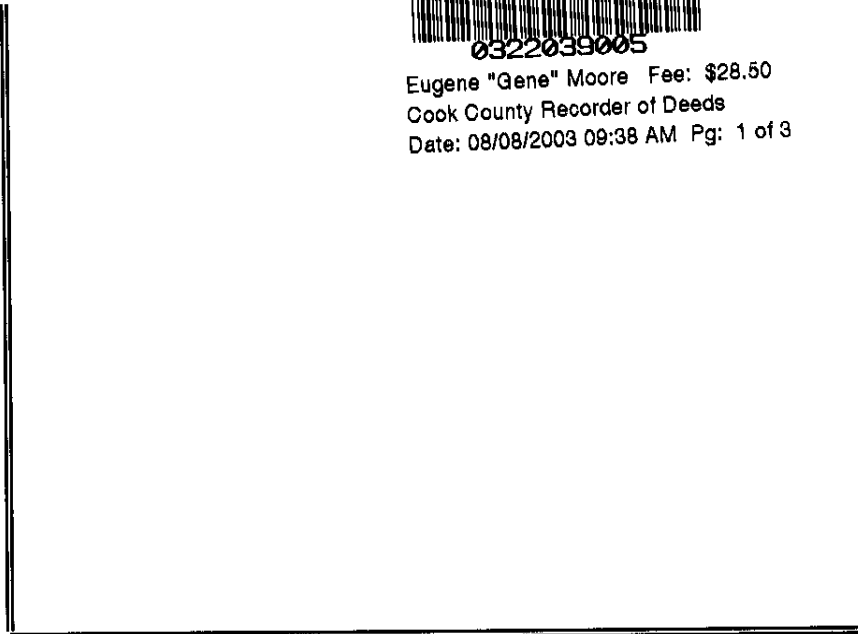 0322039005
Eugene "Gene" Moore Fee: $28.50
Cook County Recorder of Deeds
Date: 08/08/2003 09:38 AM Pg: 1 of 3